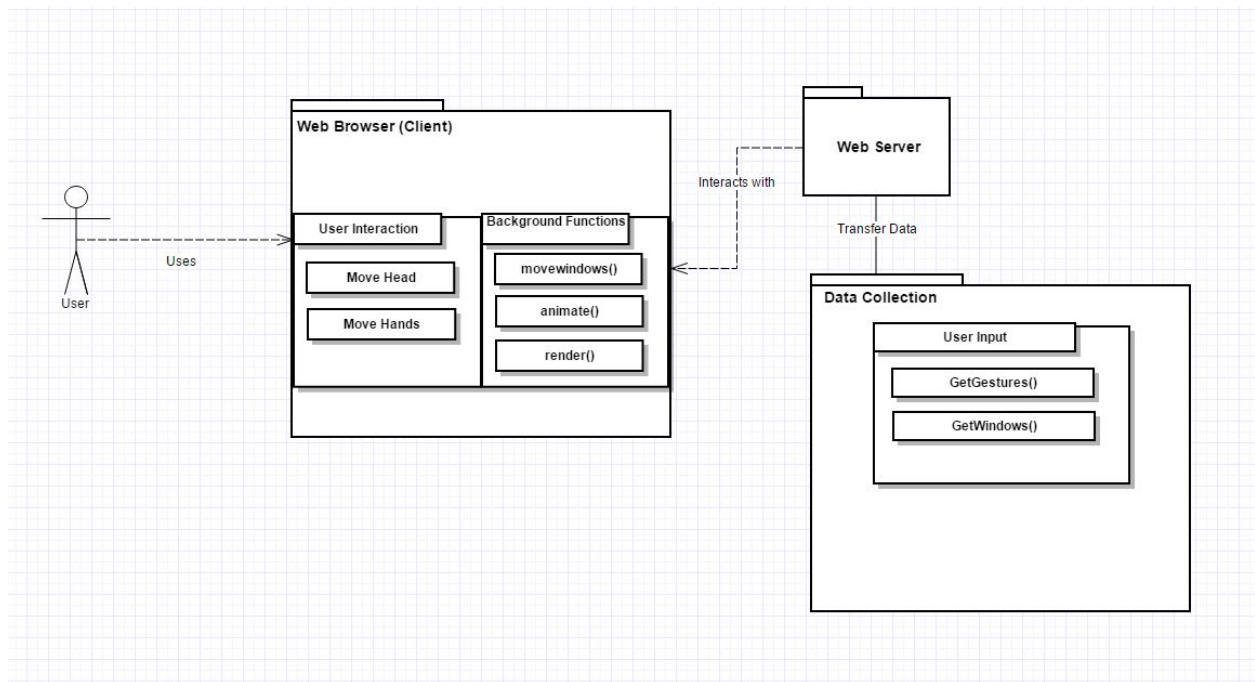 Web Browser (Client)
User Interaction
Move Head
Move Hands
Background Functions
movewindows()
animate()
render()
Uses
User
Interacts with
Web Server
Transfer Data
Data Collection
User Input
GetGestures()
GetWindows()